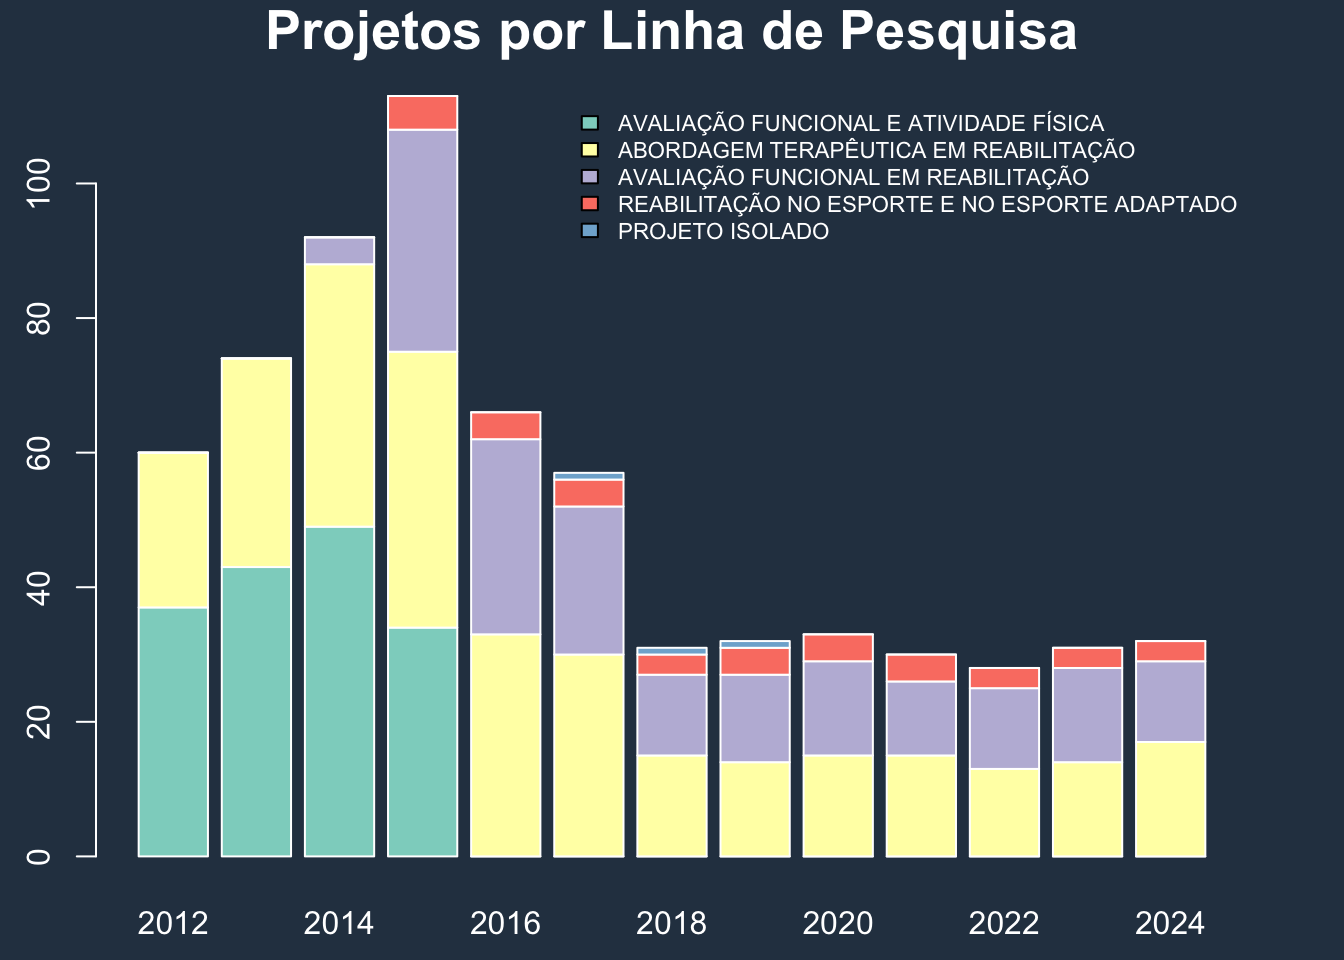 Projetos por Linha de Pesquisa
AVALIAÇÃO FUNCIONAL E ATIVIDADE FÍSICA
ABORDAGEM TERAPÊUTICA EM REABILITAÇÃO
AVALIAÇÃO FUNCIONAL EM REABILITAÇÃO
REABILITAÇÃO NO ESPORTE E NO ESPORTE ADAPTADO
PROJETO ISOLADO
100
80
60
40
20
0
2012 2014 2016 2018 2020 2022 2024